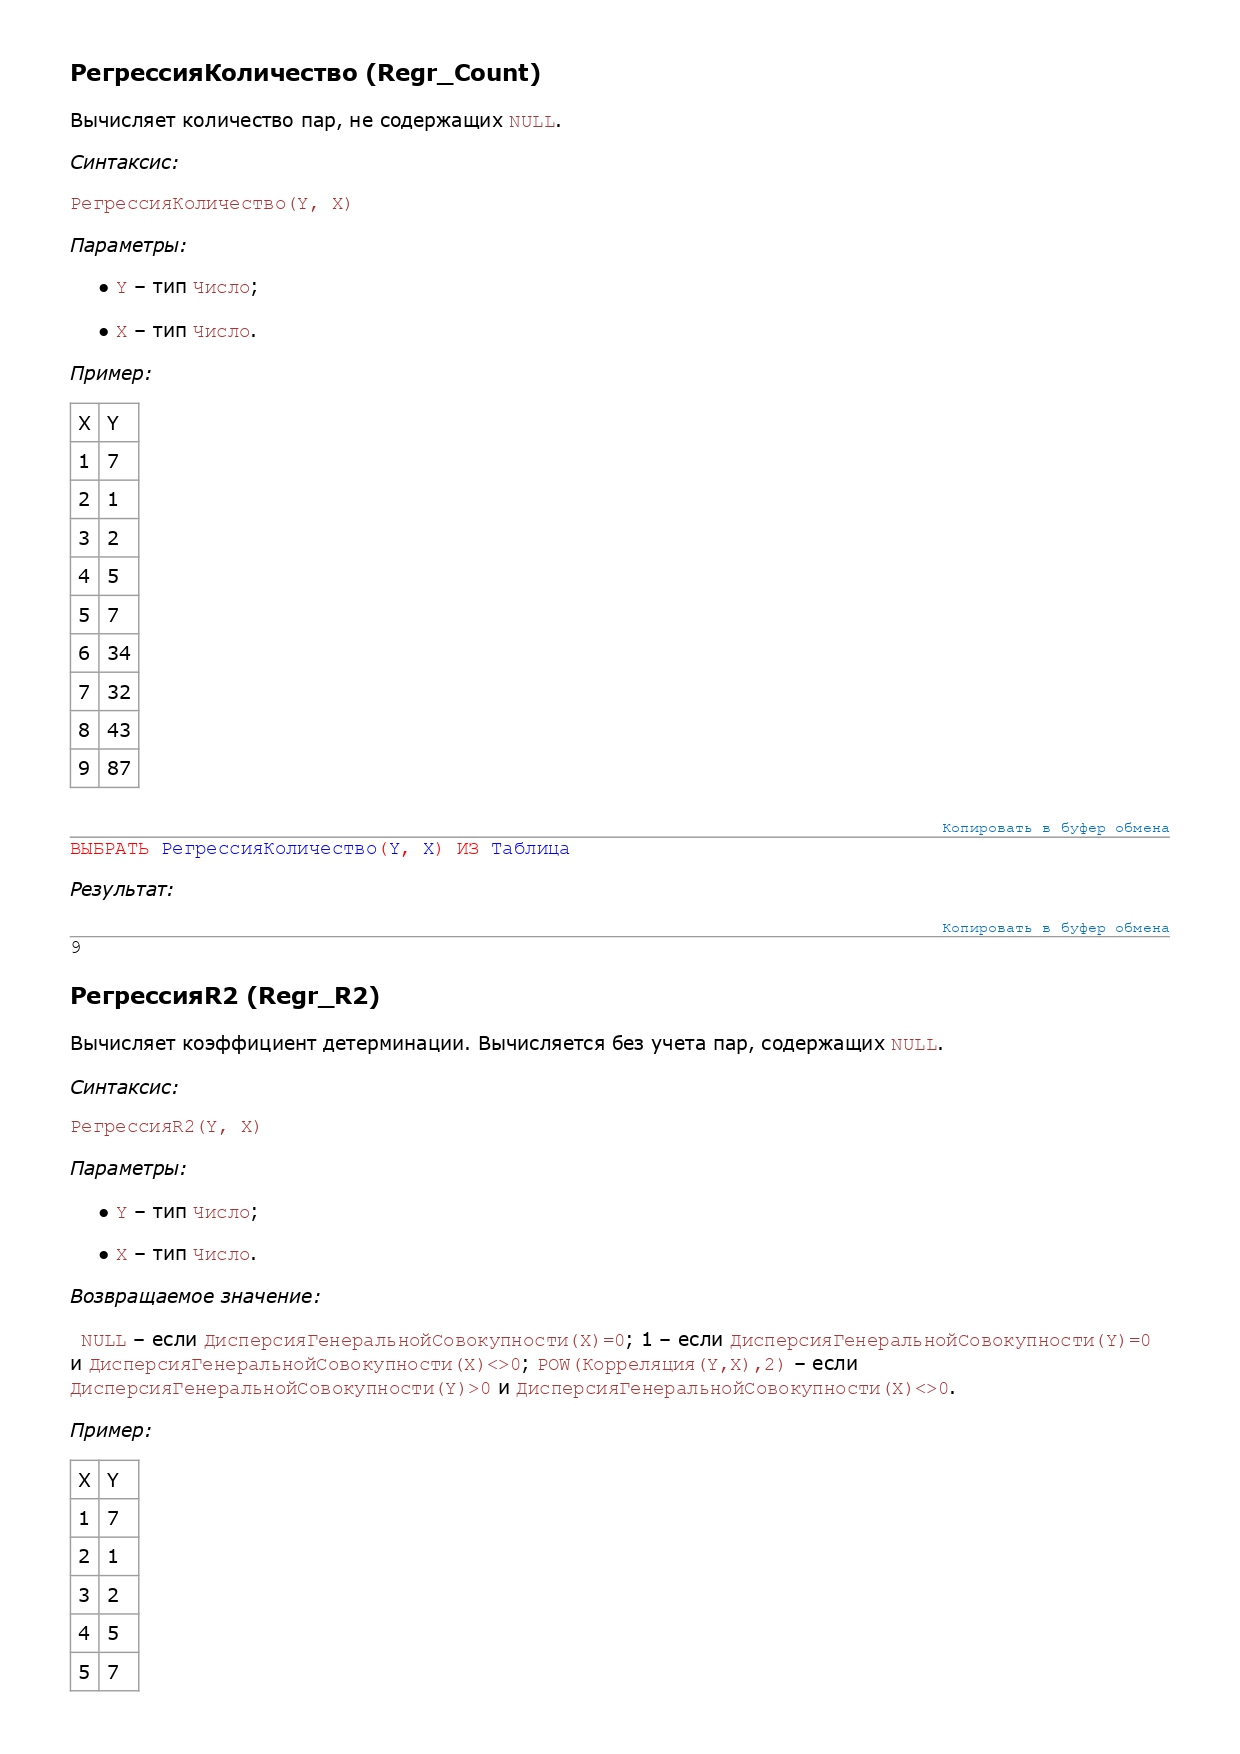 РегрессияКоличество (Regr_Count)
Вычисляет количество пар, не содержащих NULL.
Синтаксис:
РегрессияКоличество(Y, X)
Параметры:
● Y – тип Число;
● X – тип Число.
Пример:
X Y
1 7
2 1
3 2
4 5
5 7
6 34
7 32
8 43
9 87
Копировать в буфер обмена
ВЫБРАТЬ РегрессияКоличество(Y, X) ИЗ Таблица
Результат:
Копировать в буфер обмена
9
РегрессияR2 (Regr_R2)
Вычисляет коэффициент детерминации. Вычисляется без учета пар, содержащих NULL.
Синтаксис:
РегрессияR2(Y, X)
Параметры:
● Y – тип Число;
● X – тип Число.
Возвращаемое значение:
NULL – если ДисперсияГенеральнойСовокупности(X)=0; 1 – если ДисперсияГенеральнойСовокупности(Y)=0
и ДисперсияГенеральнойСовокупности(X)<>0; POW(Корреляция(Y,X),2) – если
ДисперсияГенеральнойСовокупности(Y)>0 и ДисперсияГенеральнойСовокупности(X)<>0.
Пример:
X Y
1 7
2 1
3 2
4 5
5 7